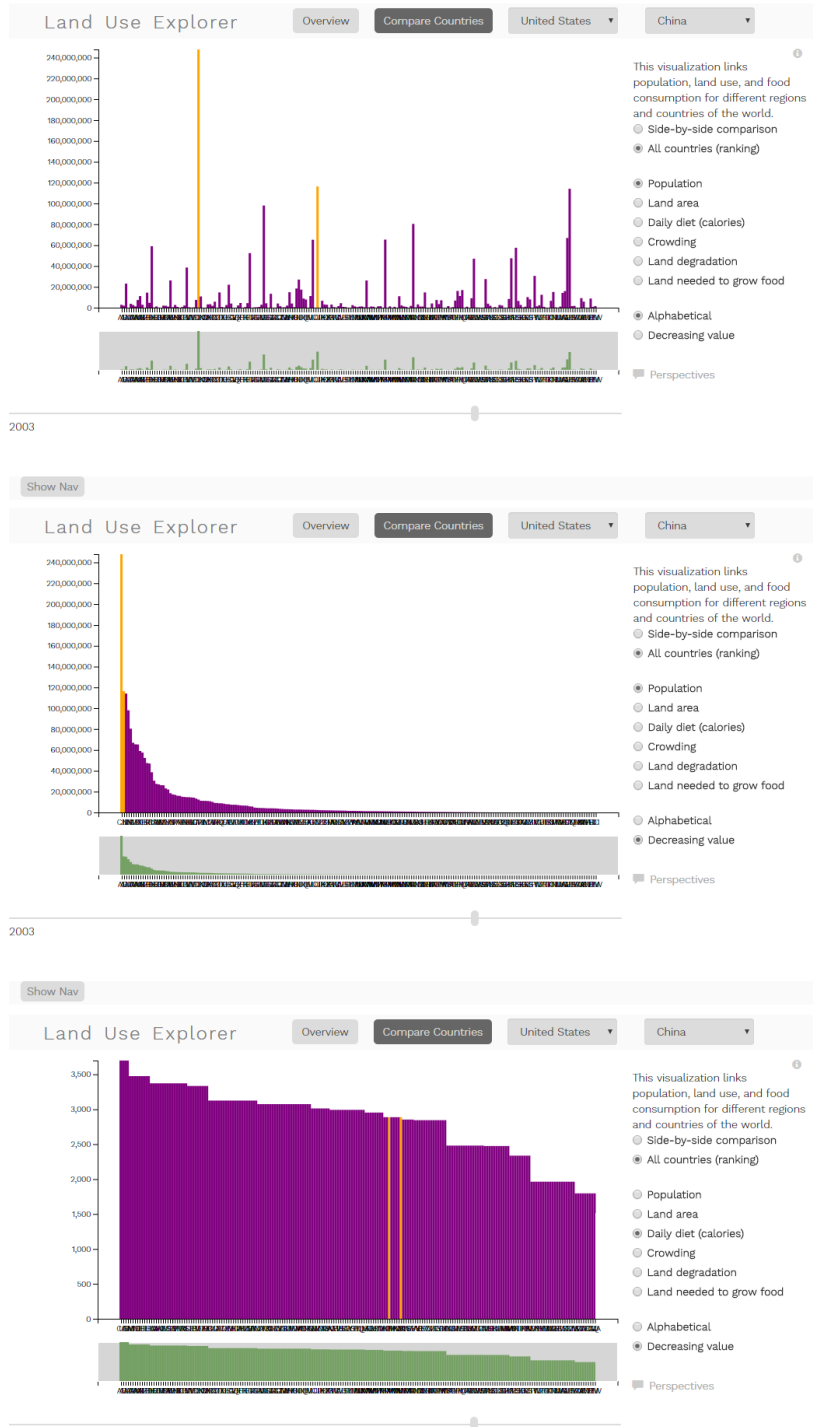 Land Use Explorer
Overview
Compare Countries
United States
China
240,000,000
220,000,000
200,000,000
180,000,000
160,000,000
140,000,000
120,000,000
100,000,000
80,000,000
60,000,000
40,000,000
20,000,000
0
This visualization links
population, land use, and food
consumption for different regions
and countries of the world.
Side-by-side comparison
All countries (ranking)
Population
Land area
Daily diet (calories)
Crowding
Land degradation
Land needed to grow food
Alphabetical
Decreasing value
Perspectives
2003
Show Nav
Land Use Explorer
Overview
Compare Countries
United States
China
240,000,000
220,000,000
200,000,000
180,000,000
160,000,000
140,000,000
120,000,000
100,000,000
80,000,000
60,000,000
40,000,000
20,000,000
0
This visualization links
population, land use, and food
consumption for different regions
and countries of the world.
Side-by-side comparison
All countries (ranking)
Population
Land area
Daily diet (calories)
Crowding
Land degradation
Land needed to grow food
Alphabetical
Decreasing value
Perspectives
2003
Show Nav
Land Use Explorer
Overview
Compare Countries
United States
China
3,500
3,000
2,500
2,000
1,500
1,000
500
0
This visualization links
population, land use, and food
consumption for different regions
and countries of the world.
Side-by-side comparison
All countries (ranking)
Population
Land area
Daily diet (calories)
Crowding
Land degradation
Land needed to grow food
Alphabetical
Decreasing value
Perspectives